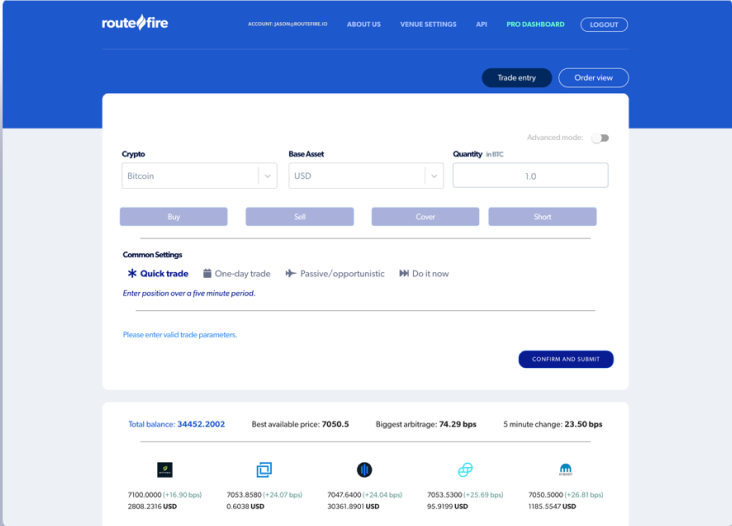 routefire
ACCOUNT: JASON@ROUTEFIRE.IO ABOUT US VENUE SETTINGS API PRO DASHBOARD LOGOUT
Trade entry Order view
Advanced mode:
Crypto Base Asset Quantity in BTC
Bitcoin USD 1.0
Buy Sell Cover Short
Common Settings
Quick trade One-day trade Passive/opportunistic Do it now
Enter position over a five minute period.
Please enter valid trade parameters.
CONFIRM AND SUBMIT
Total balance: 34452.2002 Best available price: 7050.5 Biggest arbitrage: 74.29 bps 5 minute change: 23.50 bps
7100.0000 (+16.90 bps) 7053.8580 (+24.07 bps) 7047.6400 (+24.04 bps) 7053.5300 (+25.69 bps) 7050.5000 (+26.81 bps)
2808.2316 USD 0.6038 USD 30361.8901 USD 95.9199 USD 1185.5547 USD